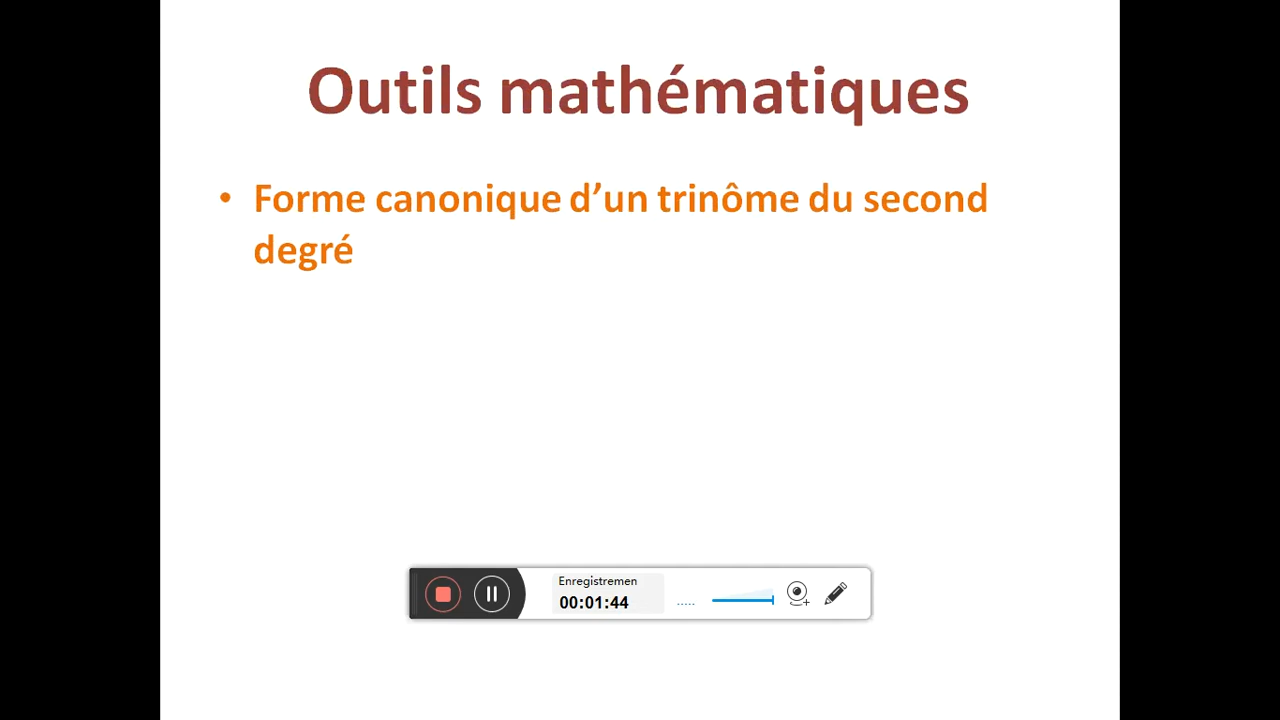 Outils mathématiques
• Forme canonique d’un trinôme du second
degré
Enregistremen
00:01:44